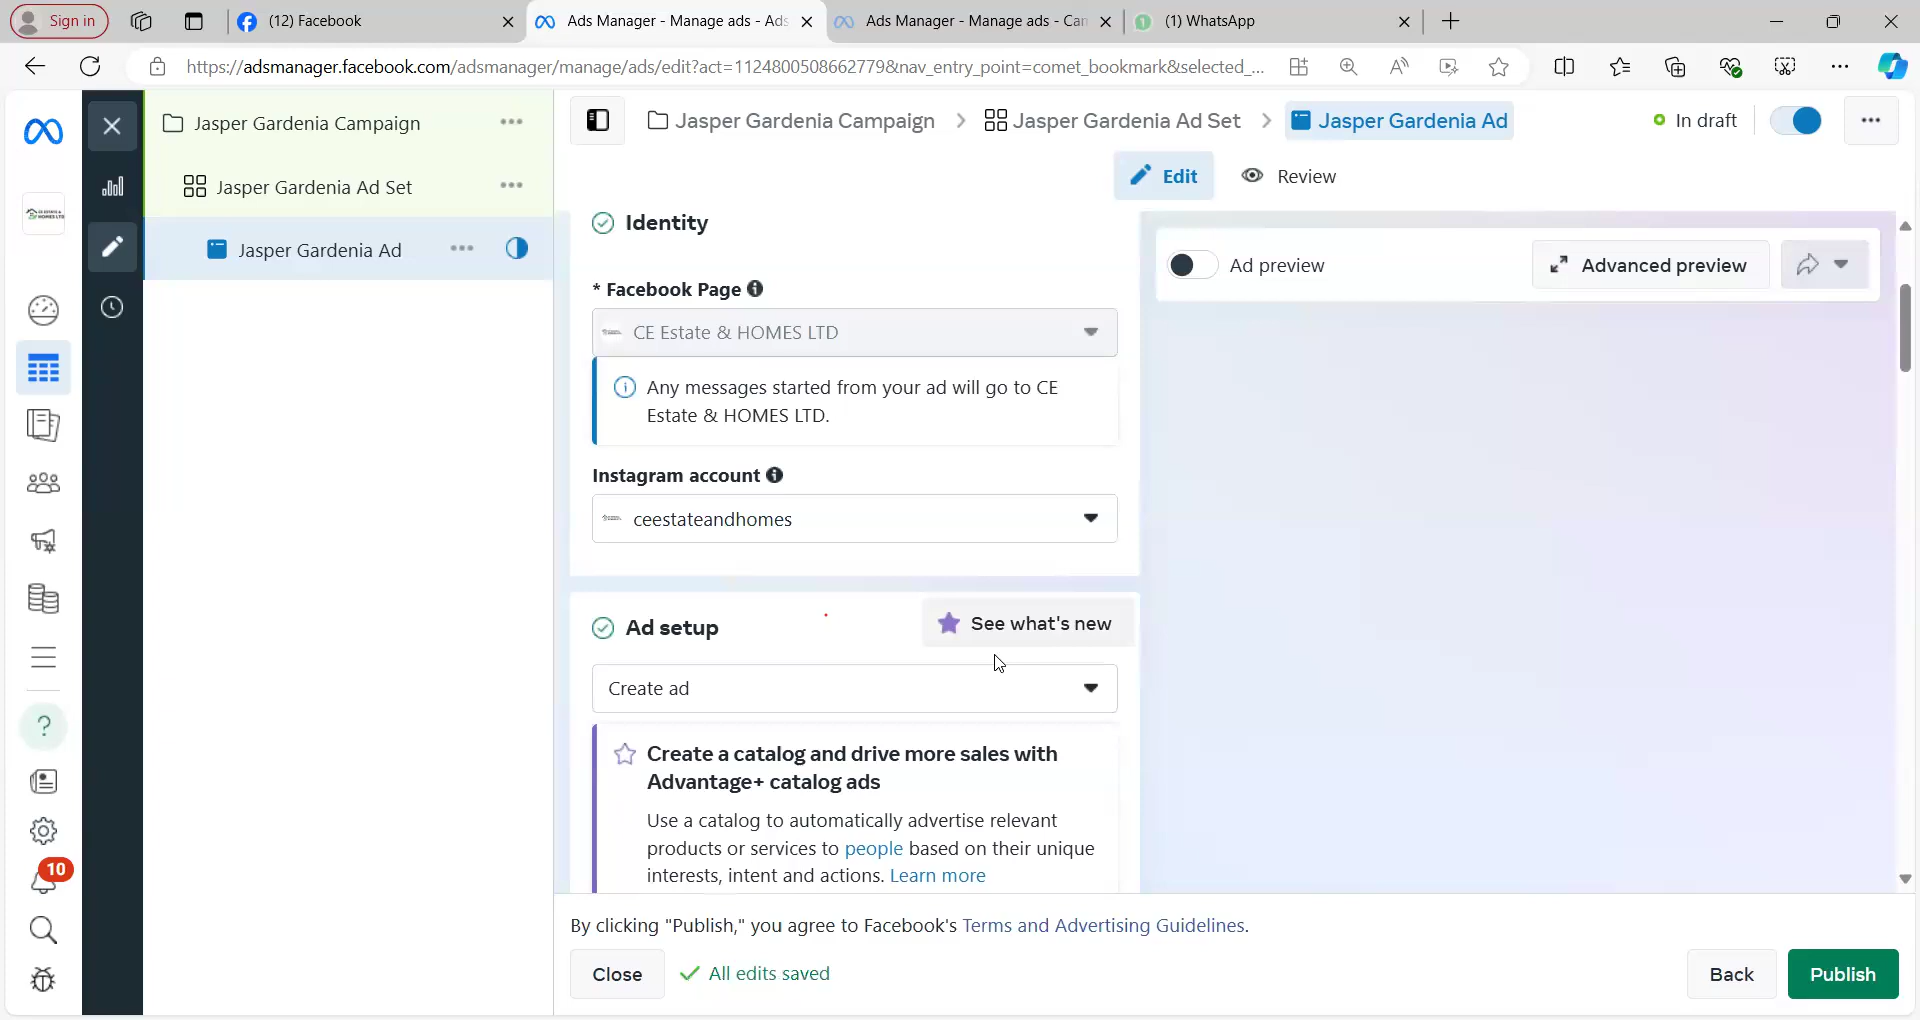 Sign in
(12) Facebook
Ads Manager - Manage ads - Ads
Ads Manager - Manage ads - Can
(1) WhatsApp
https://adsmanager.facebook.com/adsmanager/manage/ads/edit?act=1124800508662779&nav_entry_point=comet_bookmark&selected_...
Jasper Gardenia Campaign
Jasper Gardenia Ad Set
Jasper Gardenia Ad
Jasper Gardenia Campaign
Jasper Gardenia Ad Set
Jasper Gardenia Ad
In draft
Edit
Review
Identity
* Facebook Page
CE Estate & HOMES LTD
Any messages started from your ad will go to CE
Estate & HOMES LTD.
Instagram account
ceestateandhomes
Ad setup
See what's new
Create ad
Create a catalog and drive more sales with
Advantage+ catalog ads
Use a catalog to automatically advertise relevant
products or services to people based on their unique
interests, intent and actions. Learn more
Ad preview
Advanced preview
10
By clicking "Publish," you agree to Facebook's Terms and Advertising Guidelines.
Close
All edits saved
Back
Publish